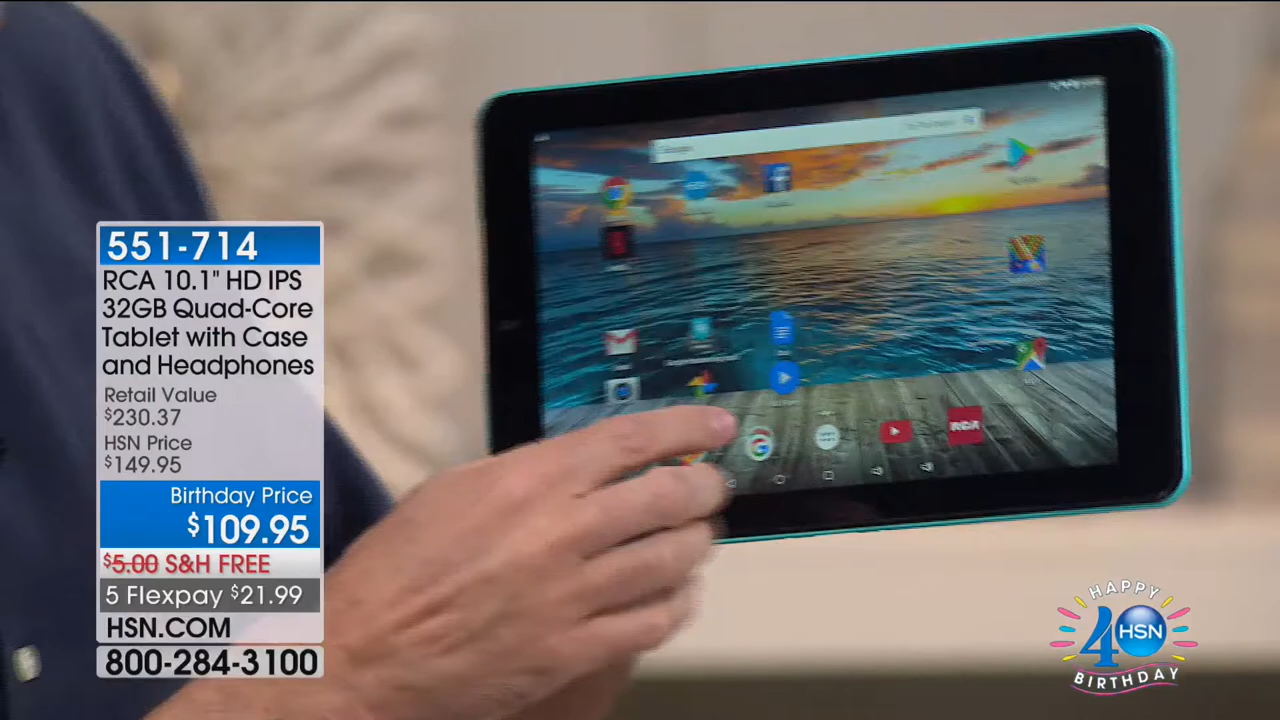 551-714
RCA 10.1" HD IPS
32GB Quad-Core
Tablet with Case
and Headphones
Retail Value
$230.37
HSN Price
$149.95
Birthday Price
$109.95
$5.00 S&H FREE
5 Flexpay $21.99
HSN.COM
800-284-3100
RCA
HAPPY
40
HSN
BIRTHDAY